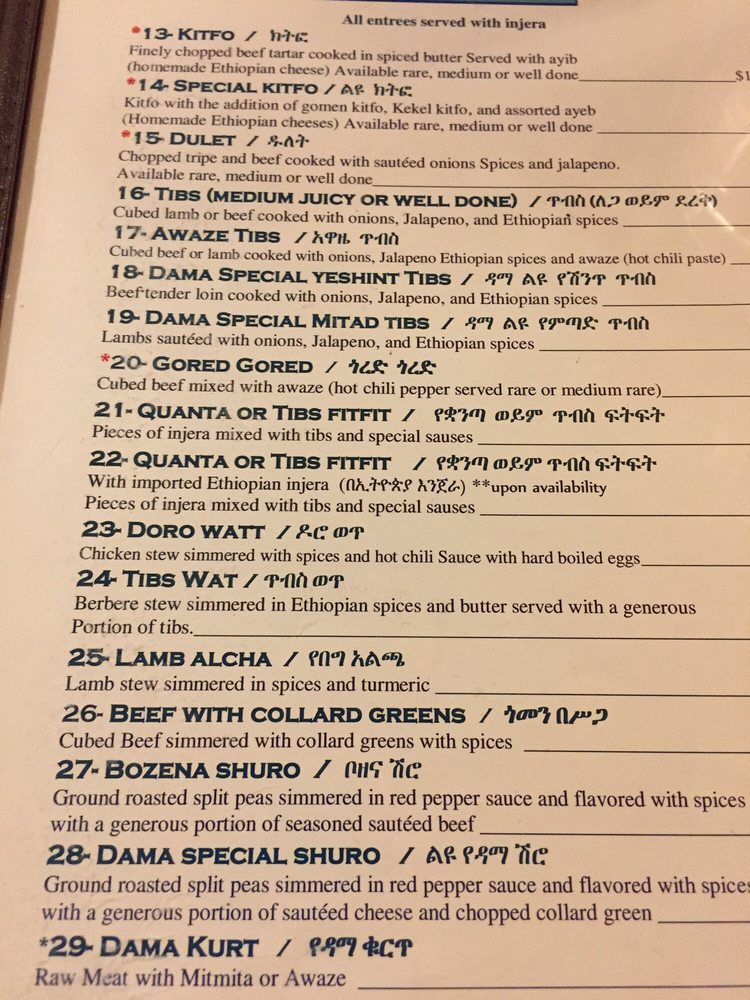 All entrees served with injera
*13- KITFO / ክትፎ
Finely chopped beef tartar cooked in spiced butter Served with ayib
(homemade Ethiopian cheese) Available rare, medium or well done $1
*14- SPECIAL KITFO / ልዩ ክትፎ
Kitfo with the addition of gomen kitfo, Kekel kitfo, and assorted ayeb
(Homemade Ethiopian cheeses) Available rare, medium or well done
*15- DULET / ዱለት
Chopped tripe and beef cooked with sautéed onions Spices and jalapeno.
Available rare, medium or well done
16- TIBS (MEDIUM JUICY OR WELL DONE) / ጥብስ (ለጋ ወይም ደረቅ)
Cubed lamb or beef cooked with onions, Jalapeno, and Ethiopian spices
17- AWAZE TIBS / አዋዜ ጥብስ
Cubed beef or lamb cooked with onions, Jalapeno Ethiopian spices and awaze (hot chili paste)
18- DAMA SPECIAL YESHINT TIBS / ዳማ ልዩ የሽንጥ ጥብስ
Beef-tender loin cooked with onions, Jalapeno, and Ethiopian spices
19- DAMA SPECIAL MITAD TIBS / ዳማ ልዩ የምጣድ ጥብስ
Lambs sautéed with onions, Jalapeno, and Ethiopian spices
*20- GORED GORED / ጎረድ ጎረድ
Cubed beef mixed with awaze (hot chili pepper served rare or medium rare)
21- QUANTA OR TIBS FITFIT / የቋንጣ ወይም ጥብስ ፍትፍት
Pieces of injera mixed with tibs and special sauses
22- QUANTA OR TIBS FITFIT / የቋንጣ ወይም ጥብስ ፍትፍት
With imported Ethiopian injera (በኢትዮጵያ እንጀራ) **upon availability
Pieces of injera mixed with tibs and special sauses
23- DORO WATT / ዶሮ ወጥ
Chicken stew simmered with spices and hot chili Sauce with hard boiled eggs
24- TIBS WAT / ጥብስ ወጥ
Berbere stew simmered in Ethiopian spices and butter served with a generous
Portion of tibs.
25- LAMB ALCHA / የበግ አልጫ
Lamb stew simmered in spices and turmeric
26- BEEF WITH COLLARD GREENS / ጎመን በሥጋ
Cubed Beef simmered with collard greens with spices
27- BOZENA SHURO / ቦዘና ሽሮ
Ground roasted split peas simmered in red pepper sauce and flavored with spices
with a generous portion of seasoned sautéed beef
28- DAMA SPECIAL SHURO / ልዩ የዳማ ሽሮ
Ground roasted split peas simmered in red pepper sauce and flavored with spices
with a generous portion of sautéed cheese and chopped collard green
*29- DAMA KURT / የዳማ ቁርጥ
Raw Meat with Mitmita or Awaze